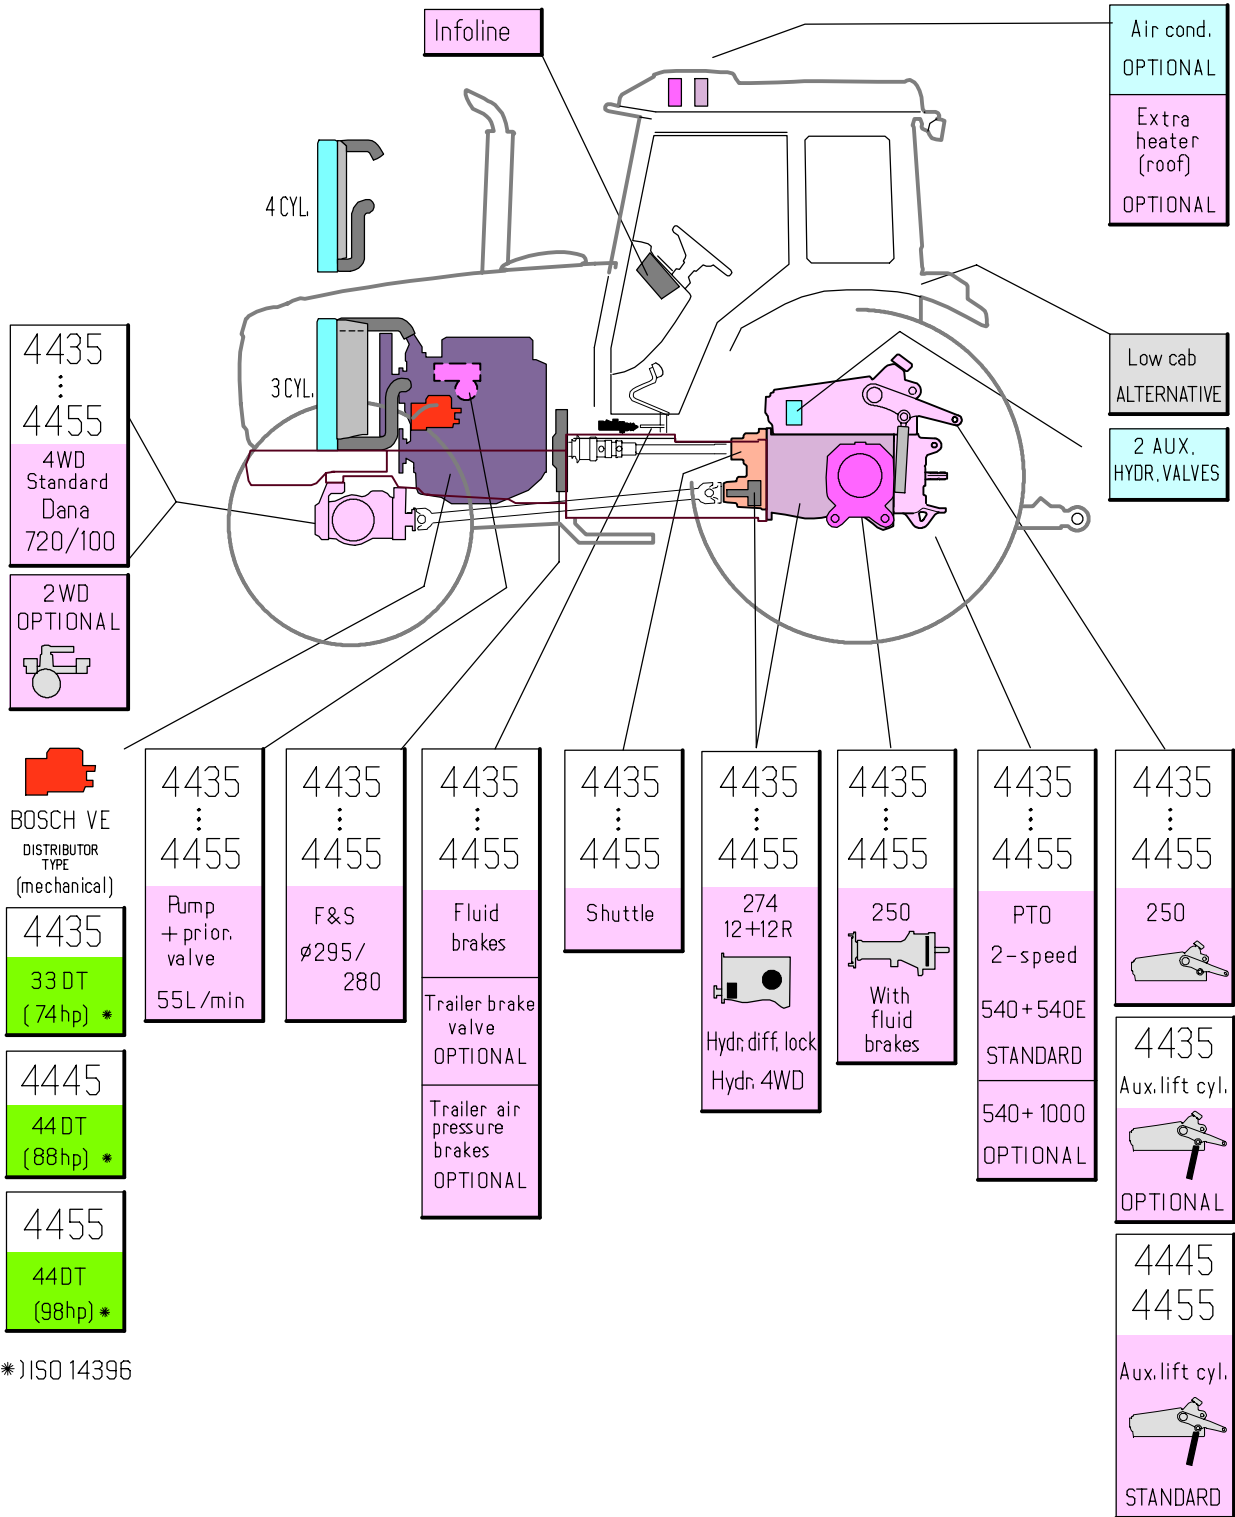 Infoline
Air cond.
OPTIONAL
Extra
heater
(roof)
OPTIONAL
4 CYL.
3 CYL.
4435
4455
4WD
Standard
Dana
720/100
2WD
OPTIONAL
Low cab
ALTERNATIVE
2 AUX.
HYDR. VALVES
BOSCH VE
DISTRIBUTOR
TYPE
(mechanical)
4435
33 DT
(74hp) *
4445
44 DT
(88hp) *
4455
44DT
(98hp) *
*) ISO 14396
4435
4455
Pump
+ prior.
valve
55L/min
4435
4455
F&S
ø295/
280
4435
4455
Fluid
brakes
Trailer brake
valve
OPTIONAL
Trailer air
pressure
brakes
OPTIONAL
4435
4455
Shuttle
4435
4455
274
12+12R
Hydr. diff. lock
Hydr. 4WD
4435
4455
250
With
fluid
brakes
4435
4455
PTO
2-speed
540+540E
STANDARD
540+1000
OPTIONAL
4435
4455
250
4435
Aux. lift cyl.
OPTIONAL
4445
4455
Aux. lift cyl.
STANDARD